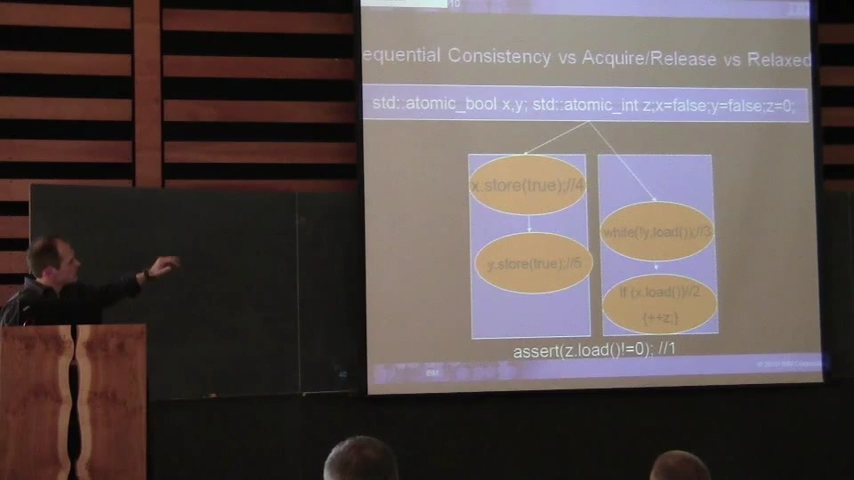 10
equential Consistency vs Acquire/Release vs Relaxed
std::atomic_bool x,y; std::atomic_int z;x=false;y=false;z=0;
x.store(true);//4
y.store(true);//5
while(!y.load());//3
If (x.load())//2
{++z;}
assert(z.load()!=0); //1